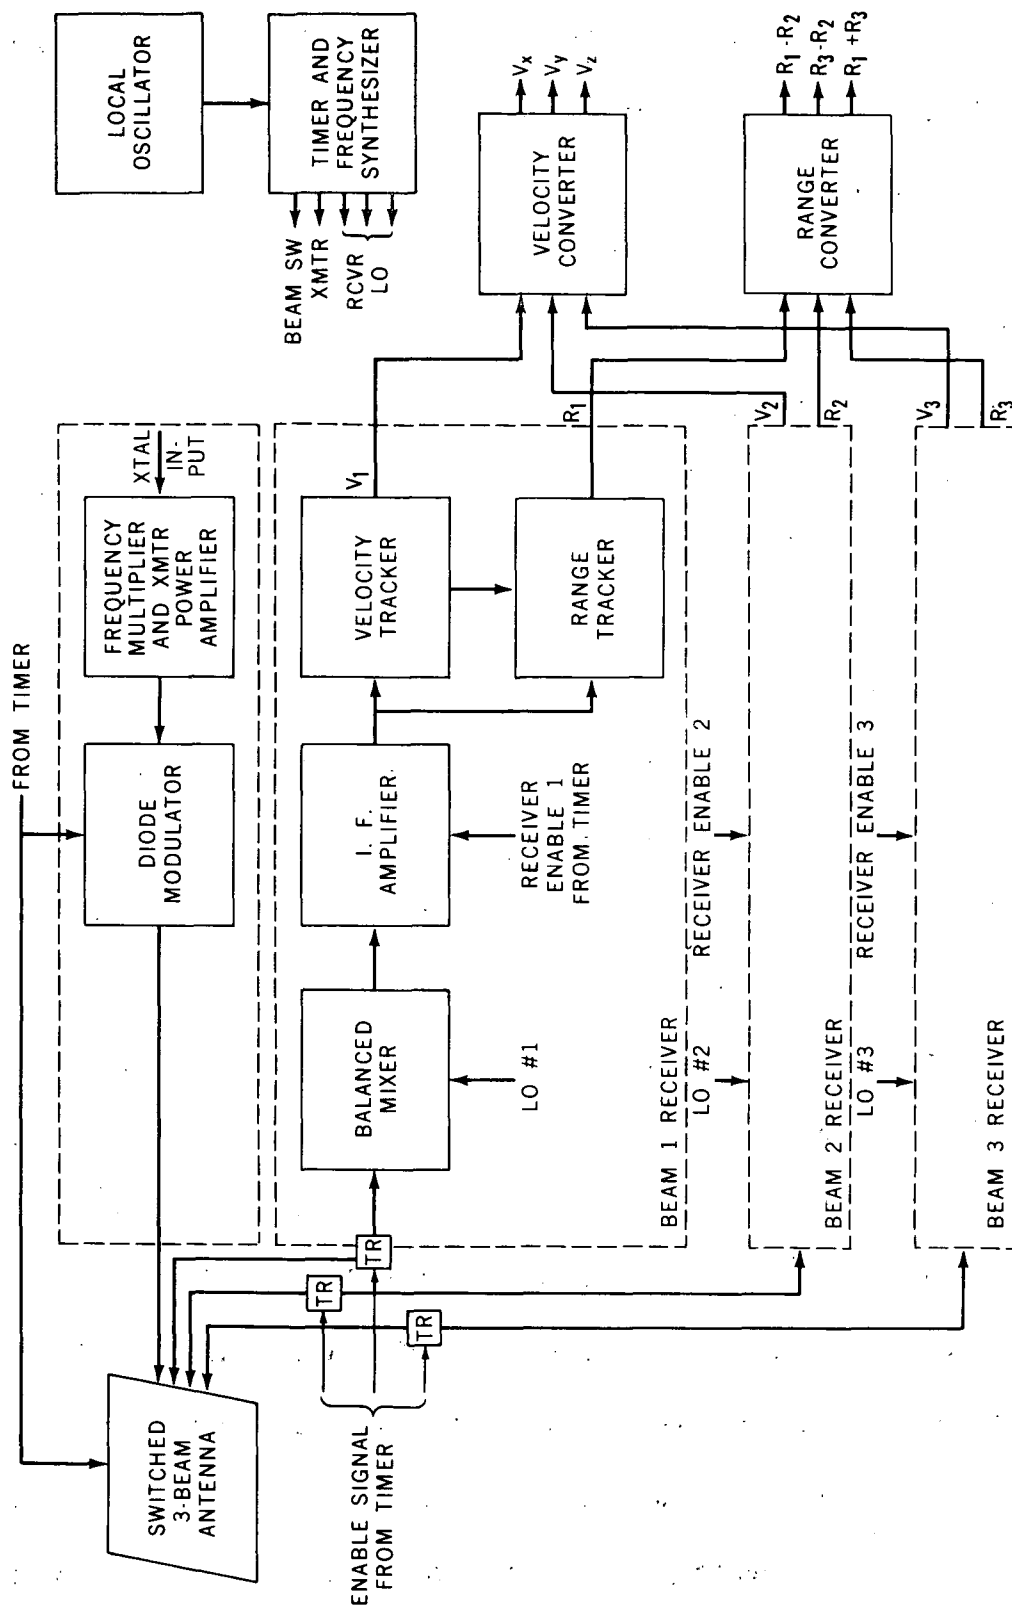 FROM TIMER
SWITCHED
3-BEAM
ANTENNA
ENABLE SIGNAL
FROM TIMER
TR
TR
TR
DIODE
MODULATOR
FREQUENCY
MULTIPLIER
AND XMTR
POWER
AMPLIFIER
XTAL
IN-
PUT
LOCAL
OSCILLATOR
TIMER AND
FREQUENCY
SYNTHESIZER
BEAM SW
XMTR
RCVR
LO
BALANCED
MIXER
LO #1
I. F.
AMPLIFIER
RECEIVER
ENABLE 1
FROM TIMER
VELOCITY
TRACKER
RANGE
TRACKER
V1
R1
BEAM 1 RECEIVER
LO #2
RECEIVER ENABLE 2
V2
R2
BEAM 2 RECEIVER
LO #3
RECEIVER ENABLE 3
V3
R3
BEAM 3 RECEIVER
VELOCITY
CONVERTER
Vx
Vy
Vz
RANGE
CONVERTER
R1 - R2
R3 - R2
R1 + R3